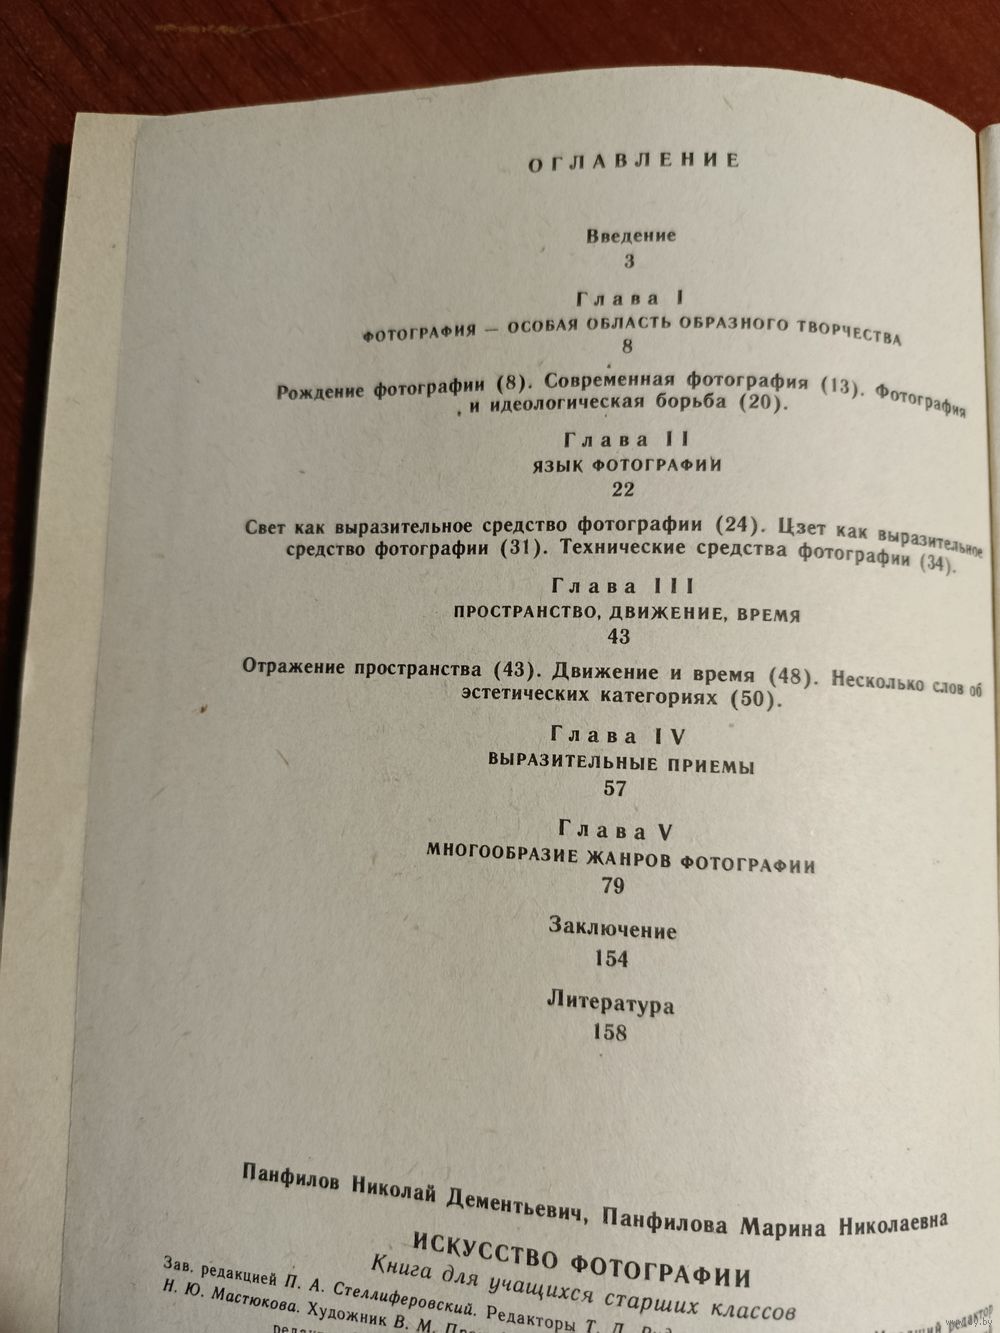 ОГЛАВЛЕНИЕ
Введение
3
Глава I
ФОТОГРАФИЯ — ОСОБАЯ ОБЛАСТЬ ОБРАЗНОГО ТВОРЧЕСТВА
8
Рождение фотографии (8). Современная фотография (13). Фотография
и идеологическая борьба (20).
Глава II
ЯЗЫК ФОТОГРАФИИ
22
Свет как выразительное средство фотографии (24). Цзет как выразительное
средство фотографии (31). Технические средства фотографии (34).
Глава III
ПРОСТРАНСТВО, ДВИЖЕНИЕ, ВРЕМЯ
43
Отражение пространства (43). Движение и время (48). Несколько слов об
эстетических категориях (50).
Глава IV
ВЫРАЗИТЕЛЬНЫЕ ПРИЕМЫ
57
Глава V
МНОГООБРАЗИЕ ЖАНРОВ ФОТОГРАФИИ
79
Заключение
154
Литература
158
Панфилов Николай Дементьевич, Панфилова Марина Николаевна
ИСКУССТВО ФОТОГРАФИИ
Книга для учащихся старших классов
Зав. редакцией П. А. Стеллиферовский. Редакторы Т.
Н. Ю. Мастюкова. Художник В. М. редактор